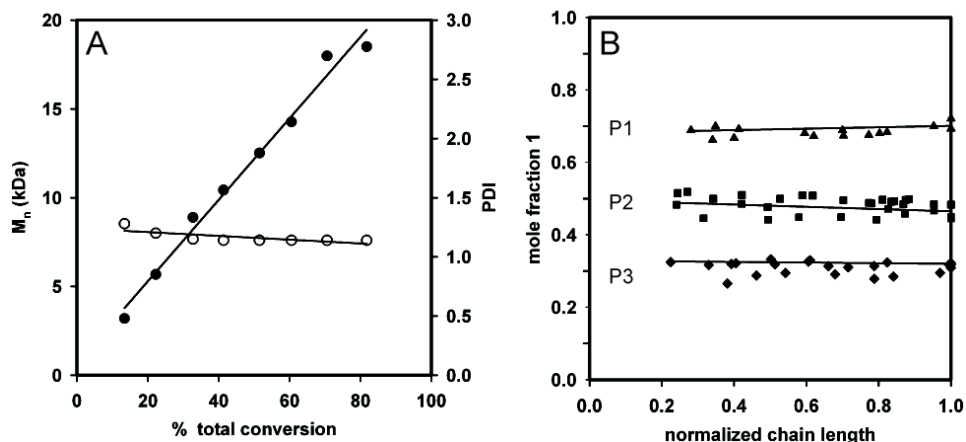 A
20
15
10
5
0
M_n (kDa)
3.0
2.5
2.0
1.5
1.0
0.5
0.0
PDI
0 20 40 60 80 100
% total conversion
B
1.0
0.8
0.6
0.4
0.2
0.0
mole fraction 1
P1
P2
P3
0.0 0.2 0.4 0.6 0.8 1.0
normalized chain length